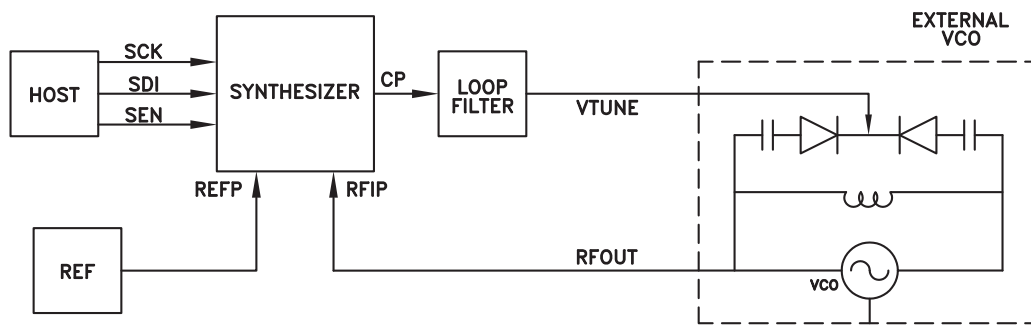 EXTERNAL
VCO
HOST
SCK
SDI
SEN
SYNTHESIZER
CP
LOOP
FILTER
VTUNE
REFP
RFIP
REF
RFOUT
VCO